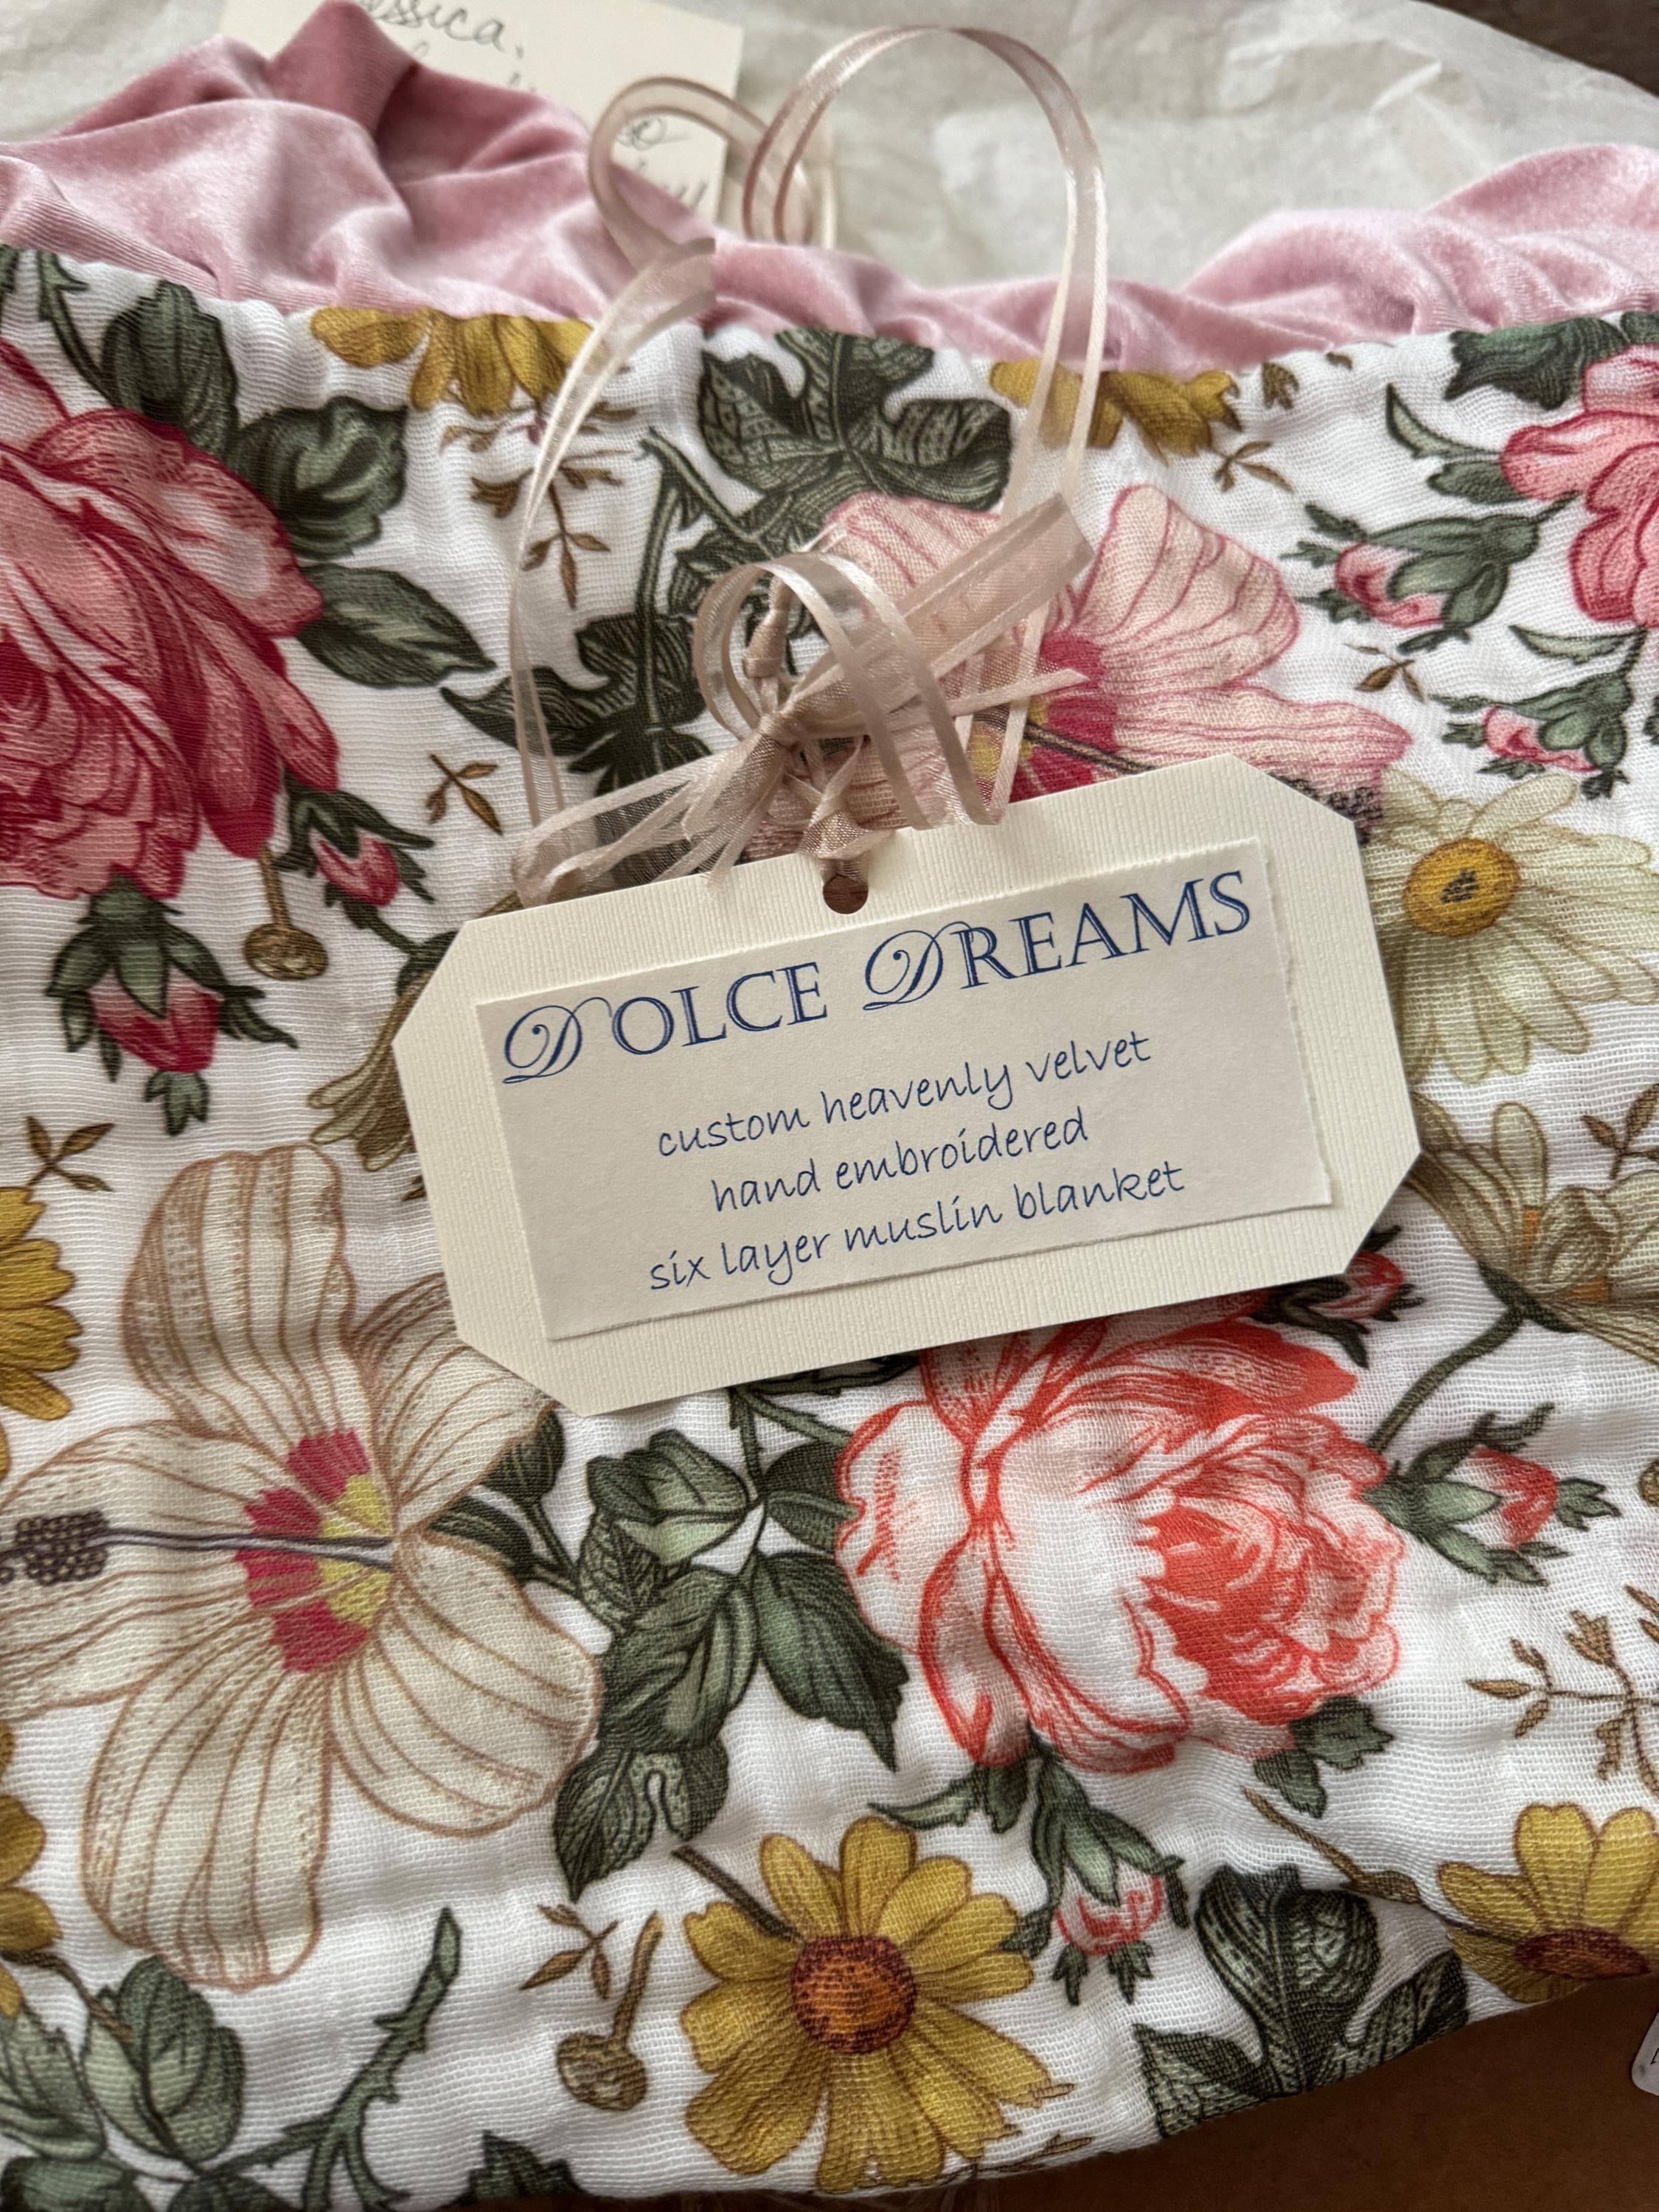 DOLCE DREAMS
custom heavenly velvet
hand embroidered
six layer muslin blanket